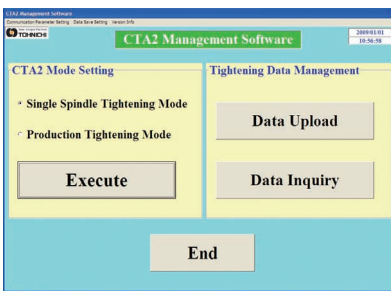 CTA2 Management Software
Communication Parameter Setting Data Save Setting Version Info
TOHNICHI
CTA2 Management Software
2009/01/01
10:56:58
CTA2 Mode Setting
Single Spindle Tightening Mode
Production Tightening Mode
Execute
Tightening Data Management
Data Upload
Data Inquiry
End